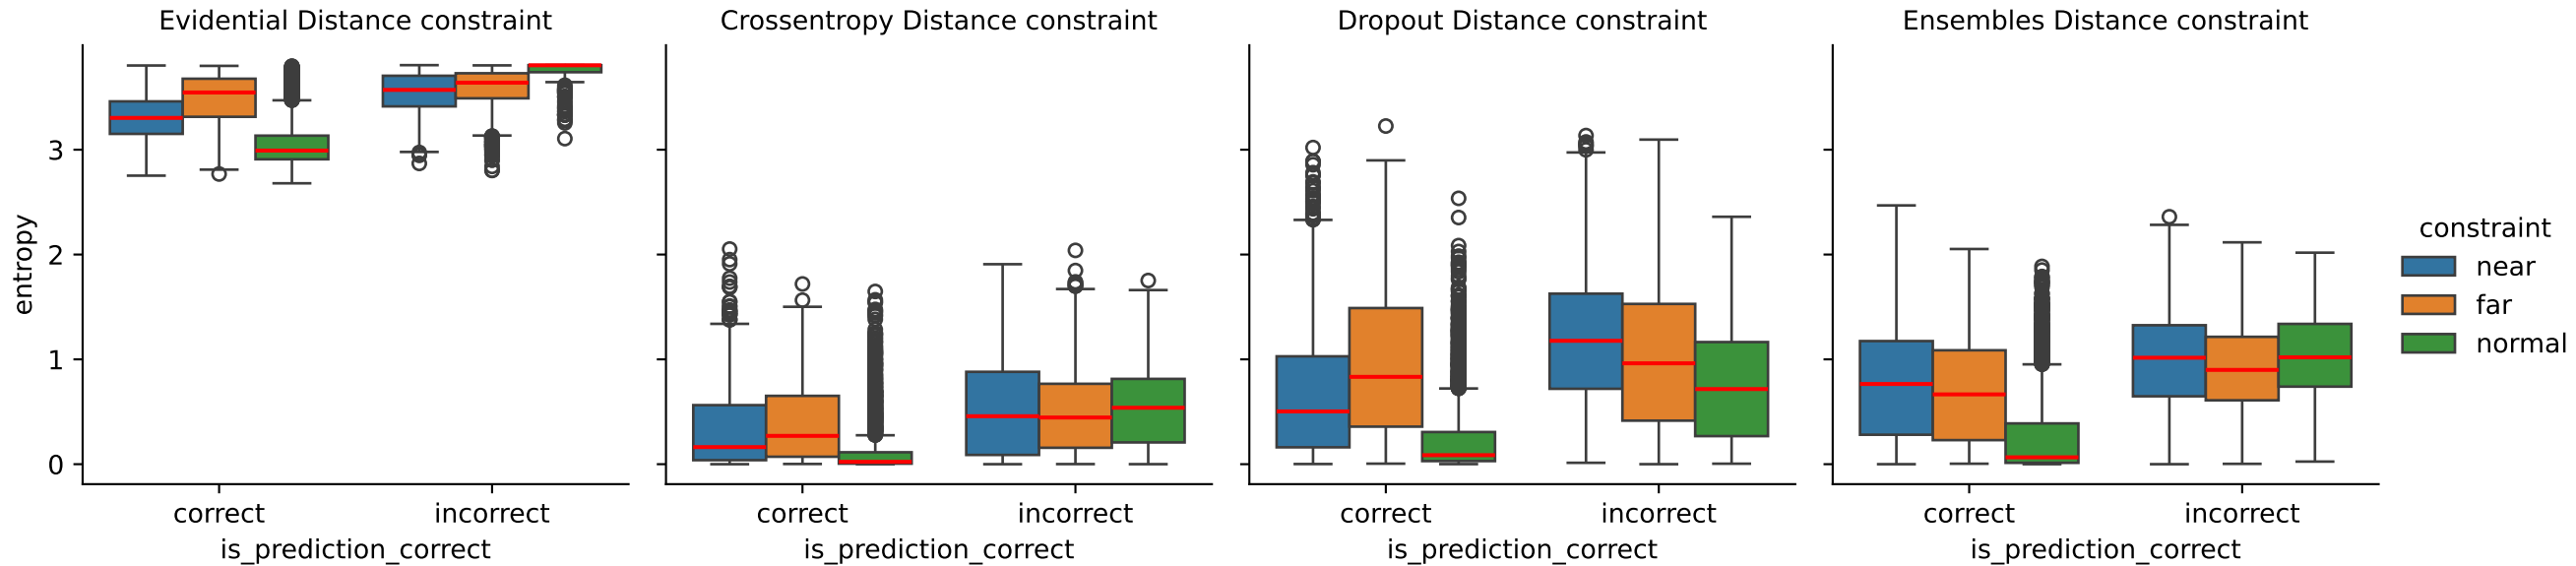 Evidential Distance constraint
Crossentropy Distance constraint
Dropout Distance constraint
Ensembles Distance constraint
entropy
3
2
1
0
correct
incorrect
correct
incorrect
correct
incorrect
correct
incorrect
is_prediction_correct
is_prediction_correct
is_prediction_correct
is_prediction_correct
constraint
near
far
normal